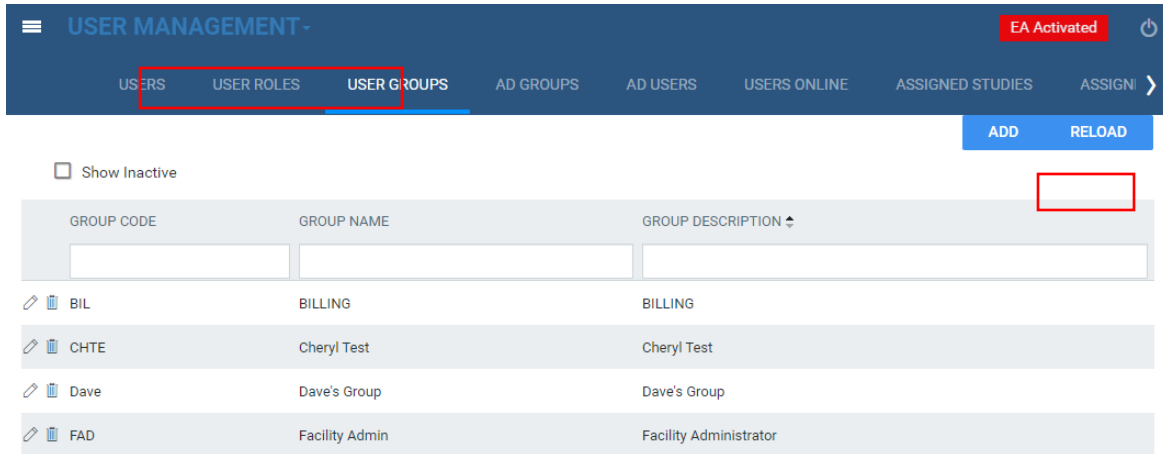 USER MANAGEMENT
EA Activated
USERS USER ROLES USER GROUPS AD GROUPS AD USERS USERS ONLINE ASSIGNED STUDIES ASSIGN
ADD RELOAD
Show Inactive
GROUP CODE GROUP NAME GROUP DESCRIPTION
BIL BILLING BILLING
CHTE Cheryl Test Cheryl Test
Dave Dave's Group Dave's Group
FAD Facility Admin Facility Administrator